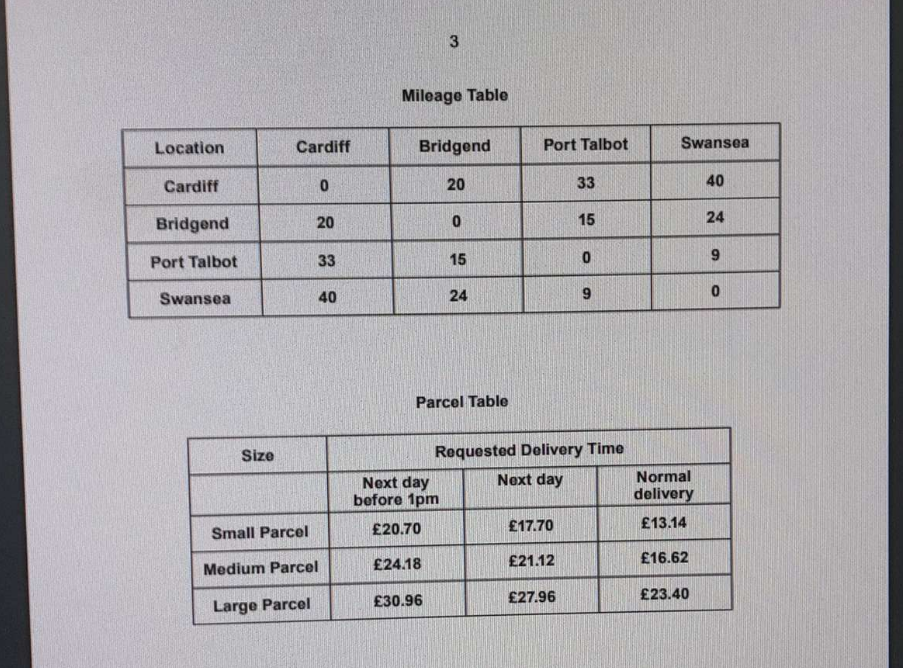 3
Mileage Table
Location Cardiff Bridgend Port Talbot Swansea
Cardiff 0 20 33 40
Bridgend 20 0 15 24
Port Talbot 33 15 0 9
Swansea 40 24 9 0
Parcel Table
Size Requested Delivery Time
Next day before 1pm Next day Normal delivery
Small Parcel £20.70 £17.70 £13.14
Medium Parcel £24.18 £21.12 £16.62
Large Parcel £30.96 £27.96 £23.40